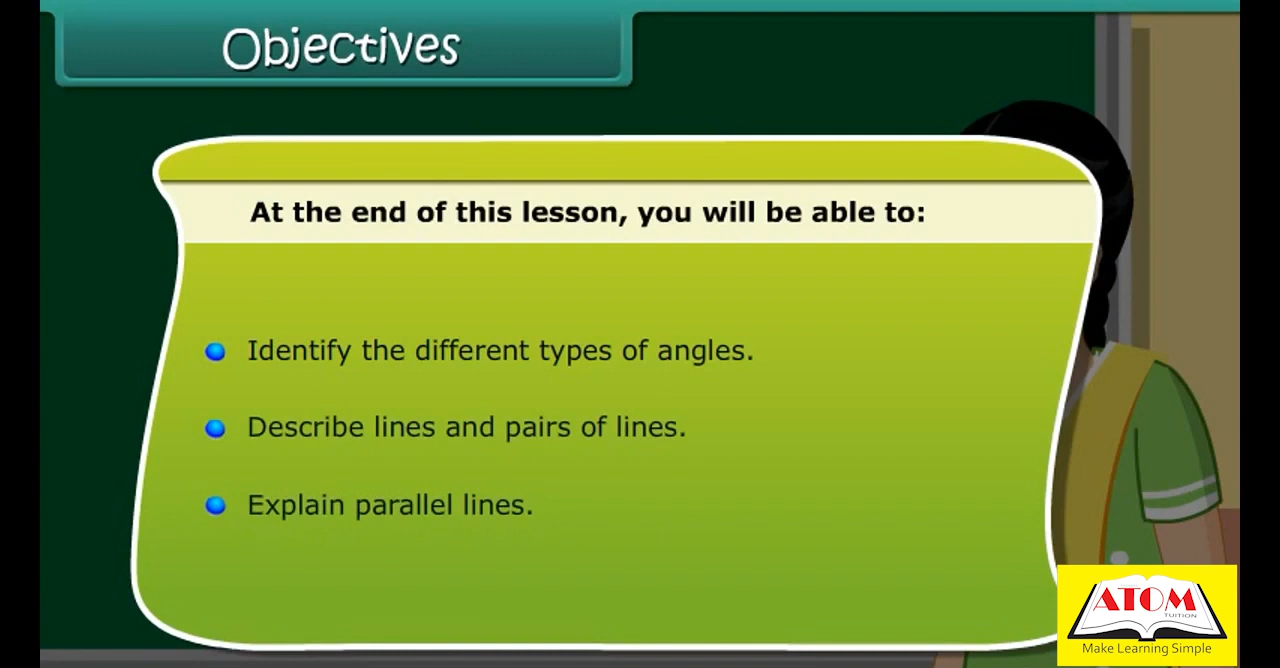 Objectives
At the end of this lesson, you will be able to:
Identify the different types of angles.
Describe lines and pairs of lines.
Explain parallel lines.
ATOM
TUITION
Make Learning Simple